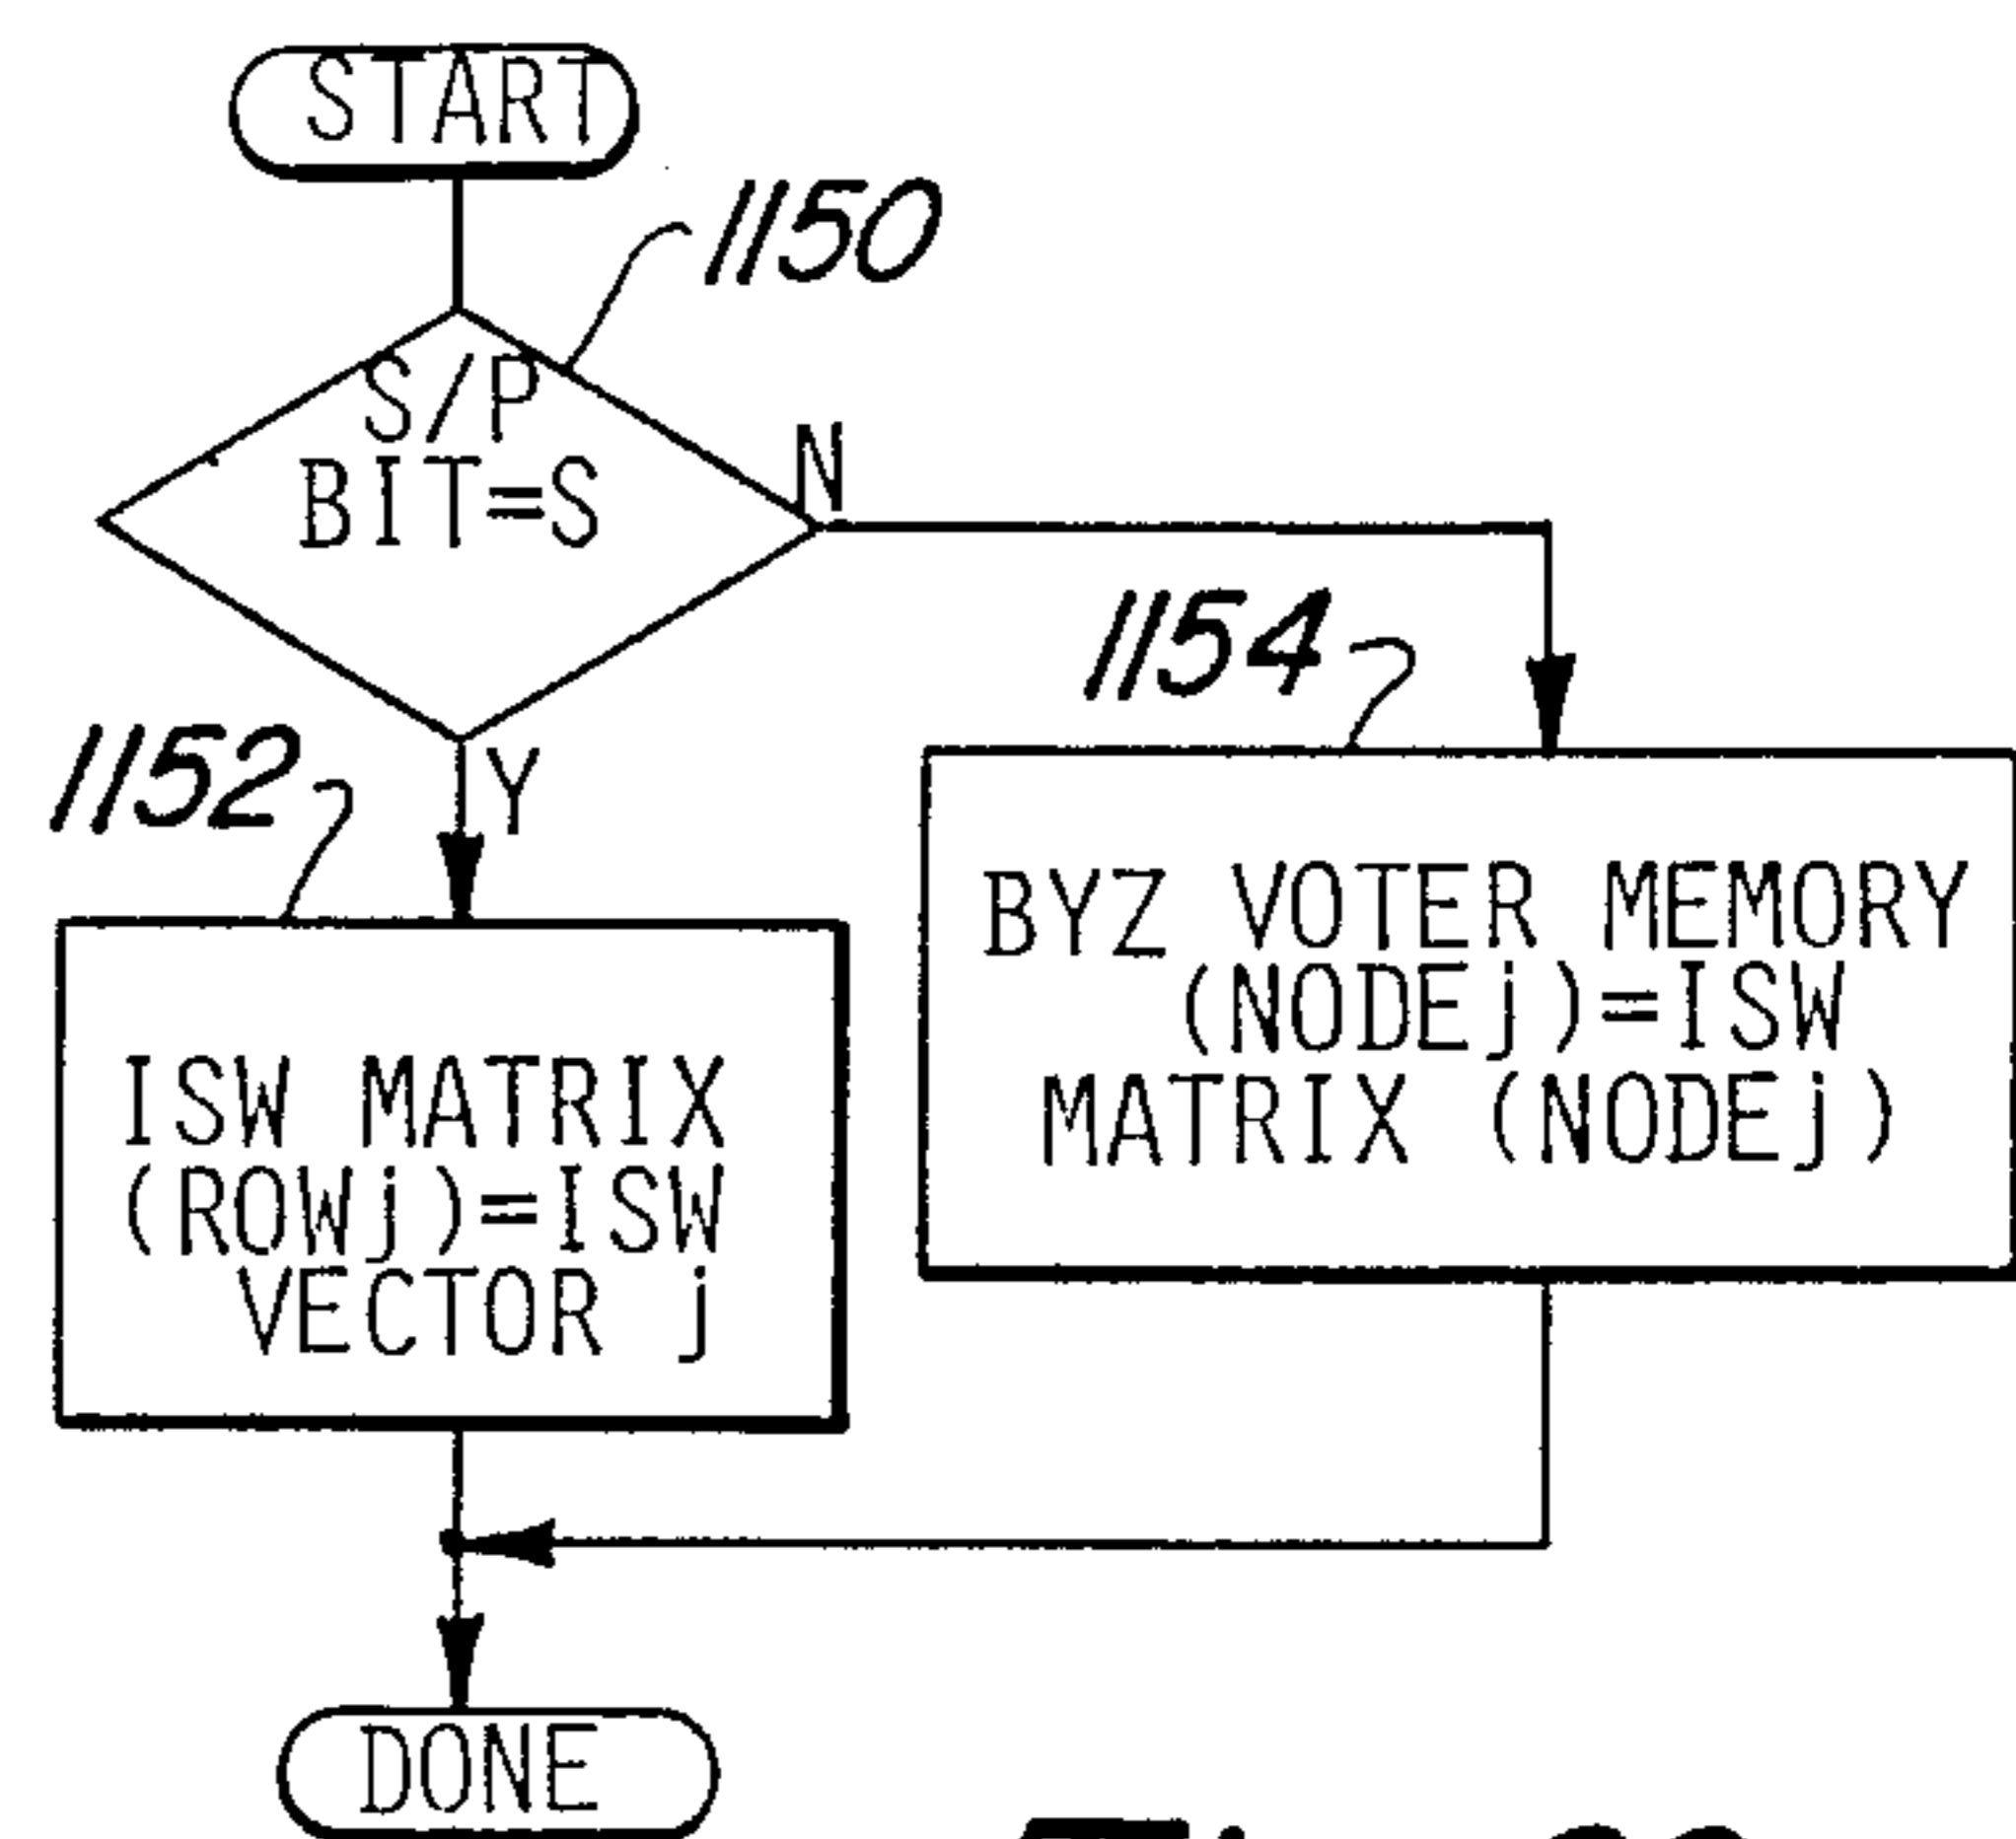 START
1150
S/P
BIT=S
N
Y
1152
ISW MATRIX
(ROWj)=ISW
VECTOR j
1154
BYZ VOTER MEMORY
(NODEj)=ISW
MATRIX (NODEj)
DONE